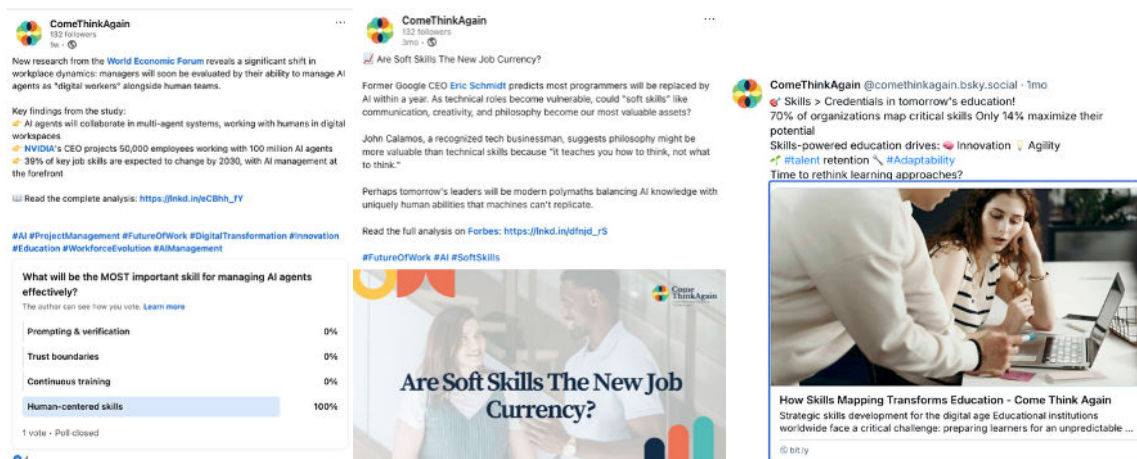 ComeThinkAgain
132 followers
1w •
New research from the World Economic Forum reveals a significant shift in
workplace dynamics: managers will soon be evaluated by their ability to manage AI
agents as "digital workers" alongside human teams.
Key findings from the study:
👉 AI agents will collaborate in multi-agent systems, working with humans in digital
workspaces
👉 NVIDIA's CEO projects 50,000 employees working with 100 million AI agents
👉 39% of key job skills are expected to change by 2030, with AI management at
the forefront
📖 Read the complete analysis: https://lnkd.in/eCBhh_fY
#AI #ProjectManagement #FutureOfWork #DigitalTransformation #Innovation
#Education #WorkforceEvolution #AIManagement
What will be the MOST important skill for managing AI agents
effectively?
The author can see how you vote. Learn more
Prompting & verification 0%
Trust boundaries 0%
Continuous training 0%
Human-centered skills 100%
1 vote • Poll closed
ComeThinkAgain
132 followers
3mo •
📈 Are Soft Skills The New Job Currency?
Former Google CEO Eric Schmidt predicts most programmers will be replaced by
AI within a year. As technical roles become vulnerable, could "soft skills" like
communication, creativity, and philosophy become our most valuable assets?
John Calamos, a recognized tech businessman, suggests philosophy might be
more valuable than technical skills because "it teaches you how to think, not what
to think."
Perhaps tomorrow's leaders will be modern polymaths balancing AI knowledge with
uniquely human abilities that machines can't replicate.
Read the full analysis on Forbes: https://lnkd.in/dfnjd_rS
#FutureOfWork #AI #SoftSkills
Come
ThinkAgain
Are Soft Skills The New Job
Currency?
ComeThinkAgain @comethinkagain.bsky.social · 1mo
🎯 Skills > Credentials in tomorrow's education!
70% of organizations map critical skills Only 14% maximize their
potential
Skills-powered education drives: 🧠 Innovation 💡 Agility
🌱 #talent retention 🔧 #Adaptability
Time to rethink learning approaches?
How Skills Mapping Transforms Education - Come Think Again
Strategic skills development for the digital age Educational institutions
worldwide face a critical challenge: preparing learners for an unpredictable ...
bit.ly